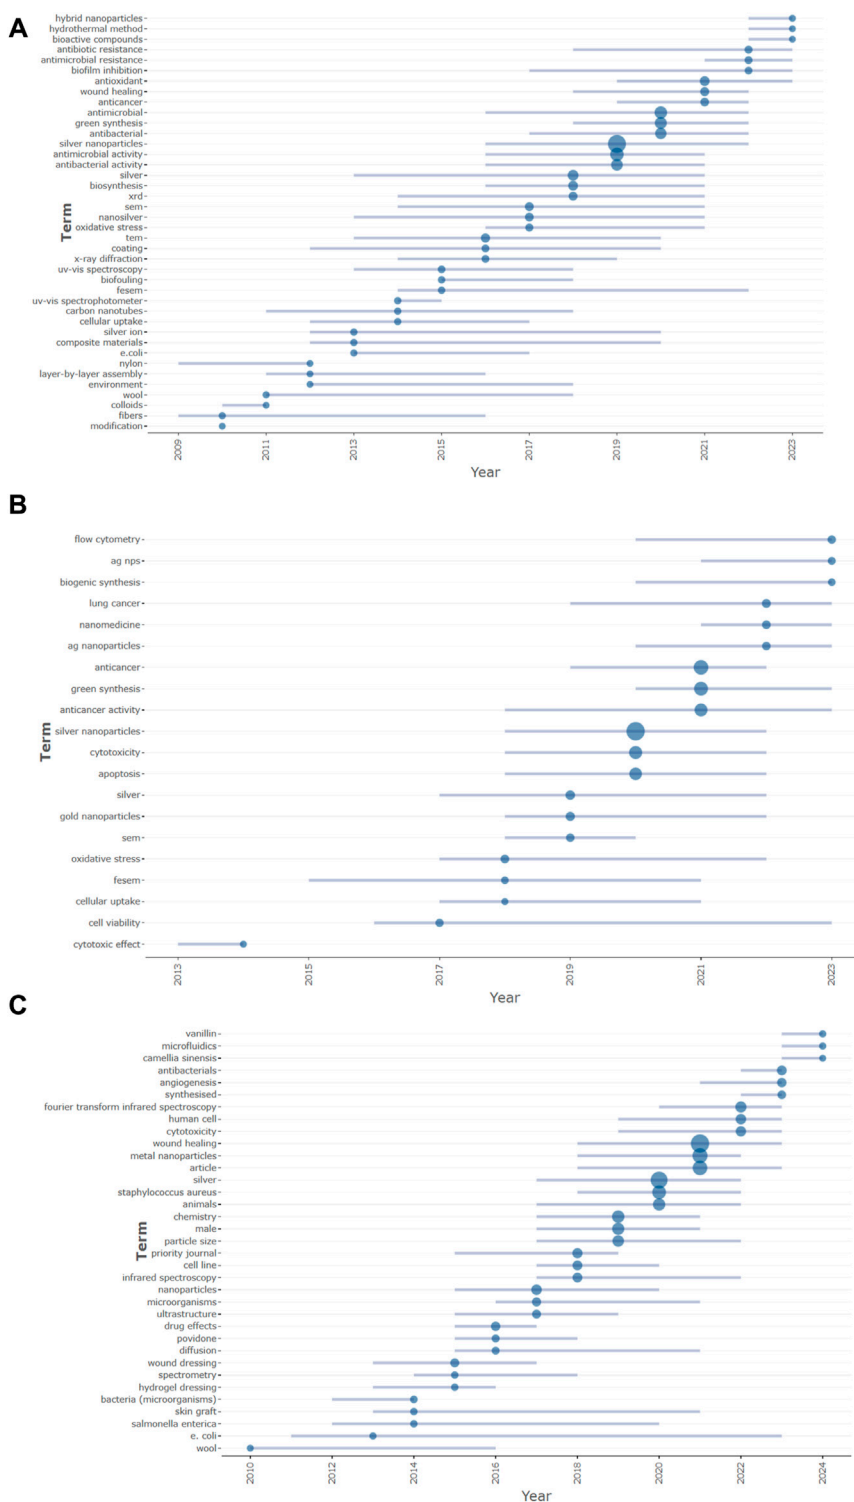 A
hybrid nanoparticles
hydrothermal method
bioactive compounds
antibiotic resistance
antimicrobial resistance
biofilm inhibition
antioxidant
wound healing
anticancer
antimicrobial
green synthesis
antibacterial
silver nanoparticles
antimicrobial activity
antibacterial activity
silver
biosynthesis
xrd
sem
nanosilver
oxidative stress
tem
coating
x-ray diffraction
uv-vis spectroscopy
biofouling
fesem
uv-vis spectrophotometer
carbon nanotubes
cellular uptake
silver ion
composite materials
e.coli
nylon
layer-by-layer assembly
environment
wool
colloids
fibers
modification
Term
2009 2011 2013 2015 2017 2019 2021 2023
Year
B
flow cytometry
ag nps
biogenic synthesis
lung cancer
nanomedicine
ag nanoparticles
anticancer
green synthesis
anticancer activity
silver nanoparticles
cytotoxicity
apoptosis
silver
gold nanoparticles
sem
oxidative stress
fesem
cellular uptake
cell viability
cytotoxic effect
Term
2013 2015 2017 2019 2021 2023
Year
C
vanillin
microfluidics
camellia sinensis
antibacterials
angiogenesis
synthesised
fourier transform infrared spectroscopy
human cell
cytotoxicity
wound healing
metal nanoparticles
article
silver
staphylococcus aureus
animals
chemistry
male
particle size
priority journal
cell line
infrared spectroscopy
nanoparticles
microorganisms
ultrastructure
drug effects
povidone
diffusion
wound dressing
spectrometry
hydrogel dressing
bacteria (microorganisms)
skin graft
salmonella enterica
e. coli
wool
Term
2010 2012 2014 2016 2018 2020 2022 2024
Year